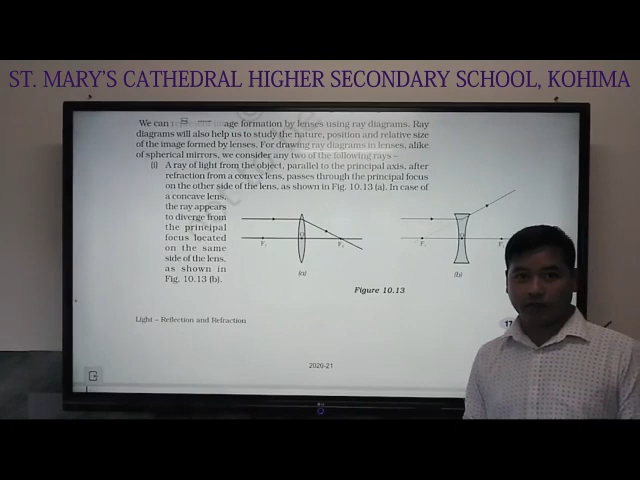 ST. MARY'S CATHEDRAL HIGHER SECONDARY SCHOOL, KOHIMA
We can age formation by lenses using ray diagrams. Ray
diagrams will also help us to study the nature, position and relative size
of the image formed by lenses. For drawing ray diagrams in lenses, alike
of spherical mirrors, we consider any two of the following rays –
(i) A ray of light from the object, parallel to the principal axis, after
refraction from a convex lens, passes through the principal focus
on the other side of the lens, as shown in Fig. 10.13 (a). In case of
a concave lens,
the ray appears
to diverge from
the principal
focus located
on the same
side of the lens,
as shown in
Fig. 10.13 (b).
O
F₁ F₂
(a)
O
F₁ F
(b)
Figure 10.13
Light – Reflection and Refraction
17
2020-21